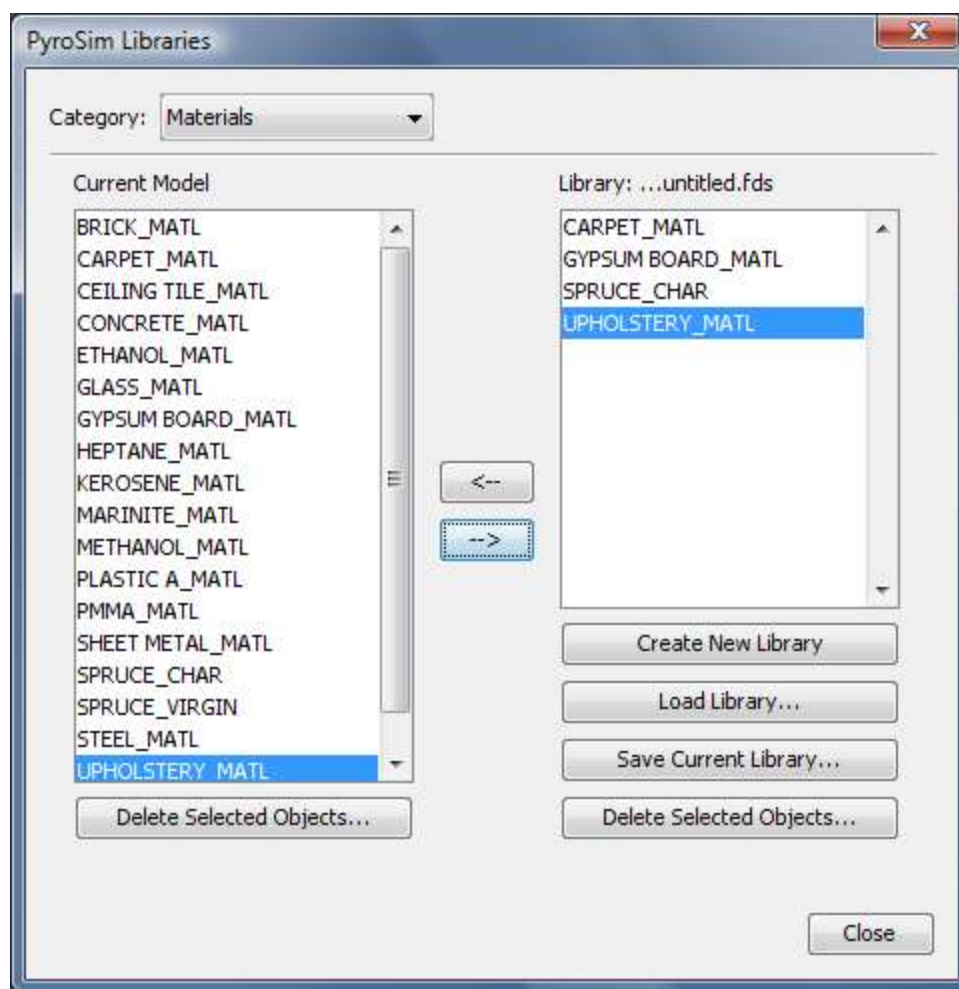 PyroSim Libraries
Category: Materials
Current Model
BRICK_MATL
CARPET_MATL
CEILING TILE_MATL
CONCRETE_MATL
ETHANOL_MATL
GLASS_MATL
GYPSUM BOARD_MATL
HEPTANE_MATL
KEROSENE_MATL
MARINITE_MATL
METHANOL_MATL
PLASTIC A_MATL
PMMA_MATL
SHEET METAL_MATL
SPRUCE_CHAR
SPRUCE_VIRGIN
STEEL_MATL
UPHOLSTERY_MATL
Delete Selected Objects...
<--
-->
Library: ...untitled.fds
CARPET_MATL
GYPSUM BOARD_MATL
SPRUCE_CHAR
UPHOLSTERY_MATL
Create New Library
Load Library...
Save Current Library...
Delete Selected Objects...
Close